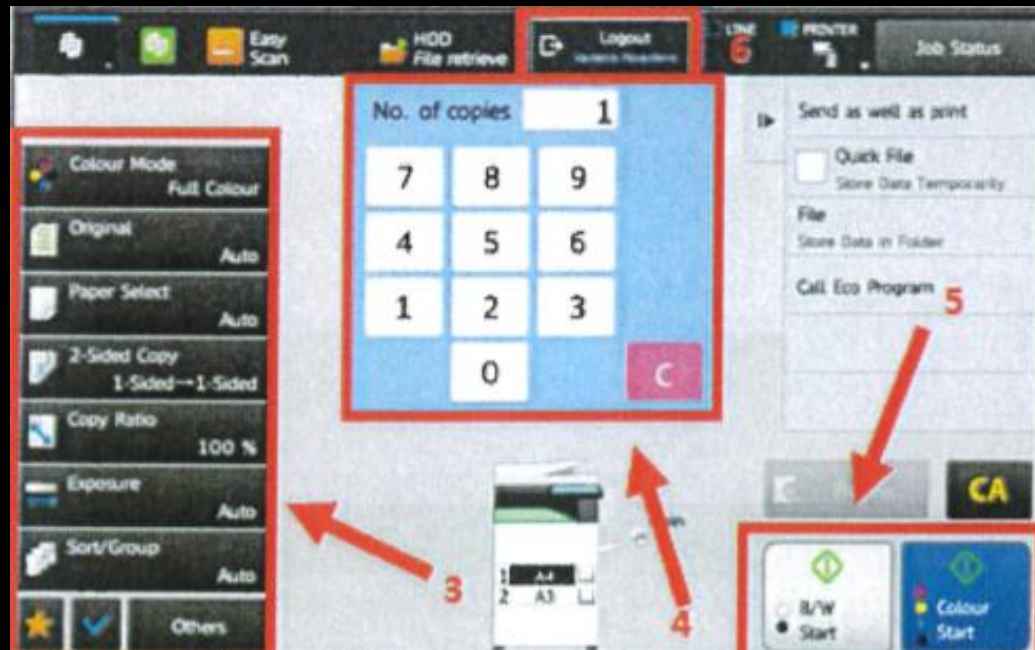 Easy
Scan
HDD
File retrieve
Logout
LINE
6
PRINTER
Job Status
No. of copies 1
7 8 9
4 5 6
1 2 3
0 C
Colour Mode
Full Colour
Original
Auto
Paper Select
Auto
2-Sided Copy
1-Sided→1-Sided
Copy Ratio
100 %
Exposure
Auto
Sort/Group
Auto
Others
3
Send as well as print
Quick File
Store Data Temporarily
File
Store Data in Folder
Call Eco Program
5
1 A4
2 A3
4
CA
B/W
Start
Colour
Start